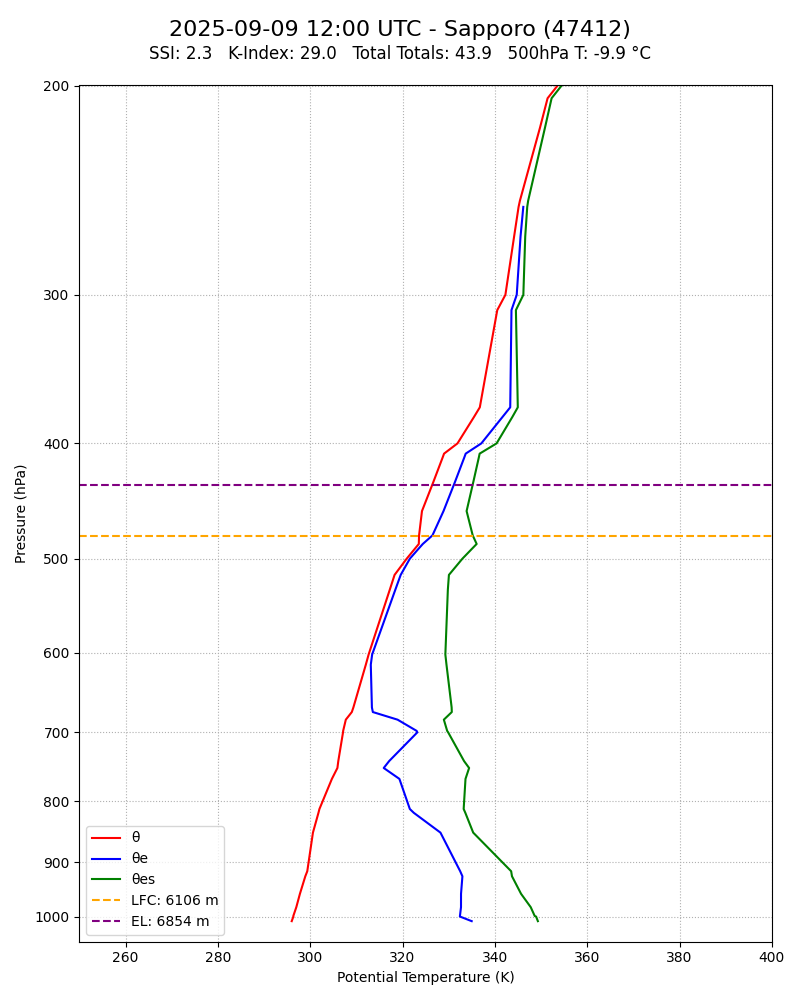 2025-09-09 12:00 UTC - Sapporo (47412)
SSI: 2.3 K-Index: 29.0 Total Totals: 43.9 500hPa T: -9.9 °C
200
300
400
500
600
700
800
900
1000
Pressure (hPa)
θ
θe
θes
LFC: 6106 m
EL: 6854 m
260 280 300 320 340 360 380 400
Potential Temperature (K)